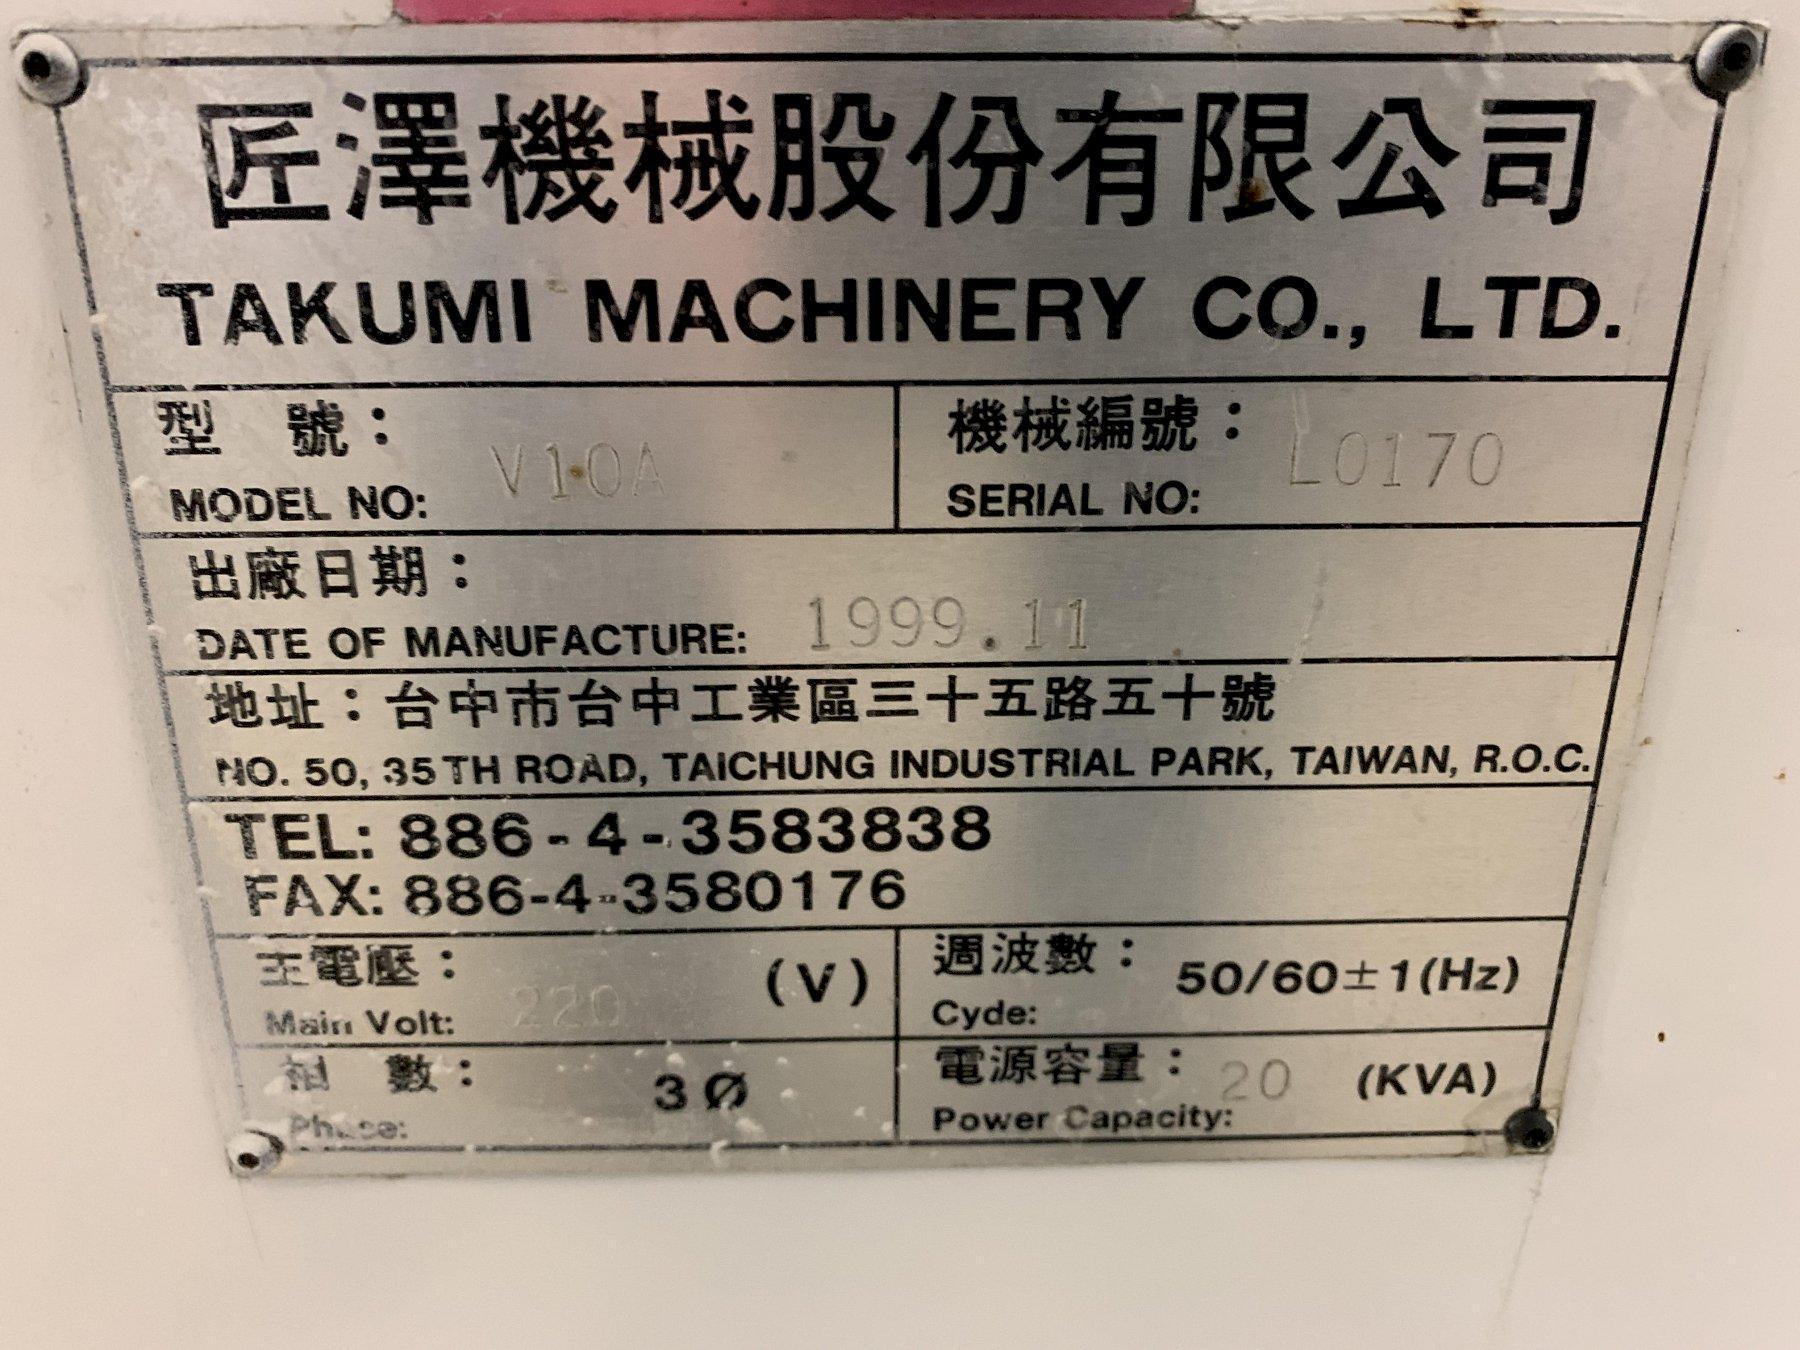 匠澤機械股份有限公司
TAKUMI MACHINERY CO., LTD.
型 號：
MODEL NO: V10A
機械編號：
SERIAL NO: L0170
出廠日期：
DATE OF MANUFACTURE: 1999.11
地址：台中市台中工業區三十五路五十號
NO. 50, 35TH ROAD, TAICHUNG INDUSTRIAL PARK, TAIWAN, R.O.C.
TEL: 886-4-3583838
FAX: 886-4-3580176
主電壓： (V)
Main Volt: 220
週波數： 50/60±1(Hz)
Cyde:
相 數： 3Ø
Phase:
電源容量： 20 (KVA)
Power Capacity: